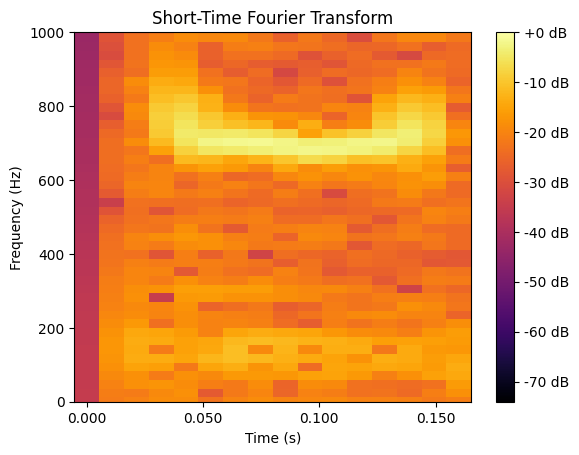 Short-Time Fourier Transform
1000
800
600
400
200
0
Frequency (Hz)
0.000
0.050
0.100
0.150
Time (s)
+0 dB
-10 dB
-20 dB
-30 dB
-40 dB
-50 dB
-60 dB
-70 dB